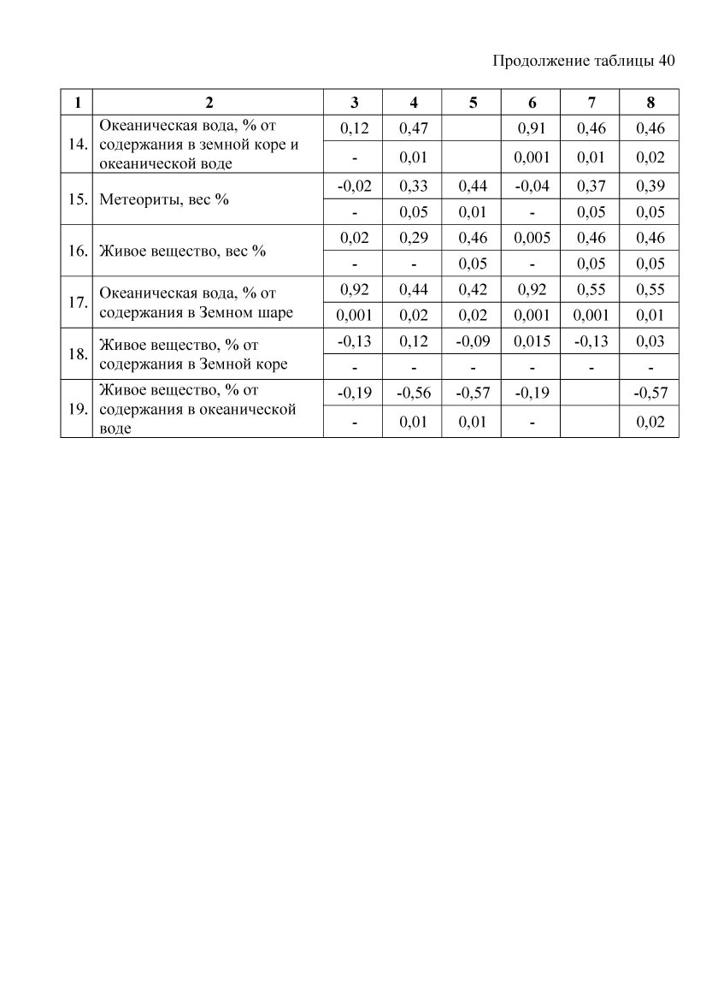 Продолжение таблицы 40
1 2 3 4 5 6 7 8
14. Океаническая вода, % от содержания в земной коре и океанической воде 0,12 0,47 0,91 0,46 0,46
- 0,01 0,001 0,01 0,02
15. Метеориты, вес % -0,02 0,33 0,44 -0,04 0,37 0,39
- 0,05 0,01 - 0,05 0,05
16. Живое вещество, вес % 0,02 0,29 0,46 0,005 0,46 0,46
- - 0,05 - 0,05 0,05
17. Океаническая вода, % от содержания в Земном шаре 0,92 0,44 0,42 0,92 0,55 0,55
0,001 0,02 0,02 0,001 0,001 0,01
18. Живое вещество, % от содержания в Земной коре -0,13 0,12 -0,09 0,015 -0,13 0,03
- - - - - -
19. Живое вещество, % от содержания в океанической воде -0,19 -0,56 -0,57 -0,19 -0,57
- 0,01 0,01 - 0,02